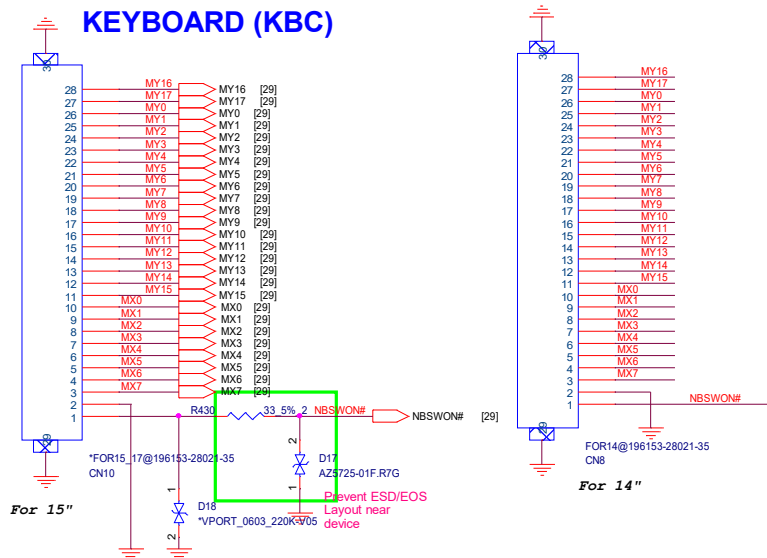 KEYBOARD (KBC)
30
30
28 MY16 MY16 [29]
27 MY17 MY17 [29]
26 MY0 MY0 [29]
25 MY1 MY1 [29]
24 MY2 MY2 [29]
23 MY3 MY3 [29]
22 MY4 MY4 [29]
21 MY5 MY5 [29]
20 MY6 MY6 [29]
19 MY7 MY7 [29]
18 MY8 MY8 [29]
17 MY9 MY9 [29]
16 MY10 MY10 [29]
15 MY11 MY11 [29]
14 MY12 MY12 [29]
13 MY13 MY13 [29]
12 MY14 MY14 [29]
11 MY15 MY15 [29]
10 MX0 MX0 [29]
9 MX1 MX1 [29]
8 MX2 MX2 [29]
7 MX3 MX3 [29]
6 MX4 MX4 [29]
5 MX5 MX5 [29]
4 MX6 MX6 [29]
3 MX7 MX7 [29]
2
1 R430 33_5%_2 NBSWON# NBSWON# [29]
29
*FOR15_17@196153-28021-35
CN10
For 15"
2
D17
AZ5725-01F.R7G
1
Prevent ESD/EOS
Layout near
device
1
D18
*VPORT_0603_220K-V05
2
28 MY16
27 MY17
26 MY0
25 MY1
24 MY2
23 MY3
22 MY4
21 MY5
20 MY6
19 MY7
18 MY8
17 MY9
16 MY10
15 MY11
14 MY12
13 MY13
12 MY14
11 MY15
10 MX0
9 MX1
8 MX2
7 MX3
6 MX4
5 MX5
4 MX6
3 MX7
2
1 NBSWON#
29
FOR14@196153-28021-35
CN8
For 14"